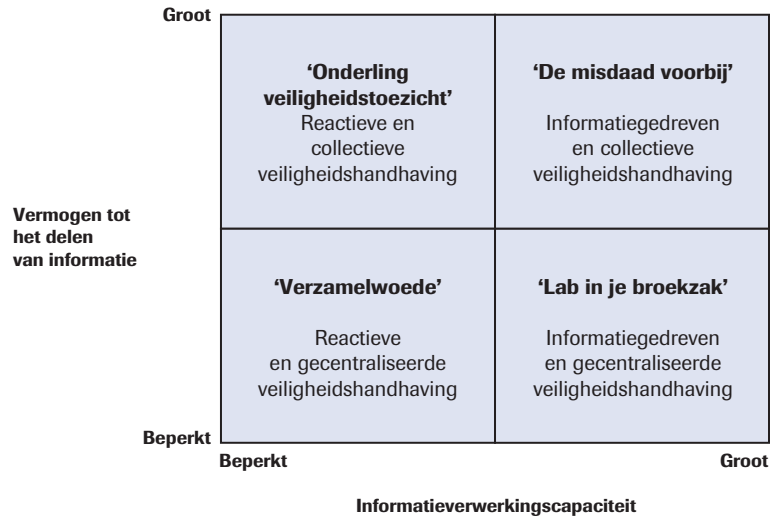 Groot
‘Onderling
veiligheidstoezicht’
Reactieve en
collectieve
veiligheidshandhaving
‘De misdaad voorbij’
Informatiegedreven
en collectieve
veiligheidshandhaving
Vermogen tot
het delen
van informatie
‘Verzamelwoede’
Reactieve
en gecentraliseerde
veiligheidshandhaving
‘Lab in je broekzak’
Informatiegedreven
en gecentraliseerde
veiligheidshandhaving
Beperkt
Beperkt
Groot
Informatieverwerkingscapaciteit